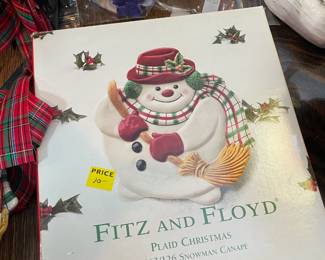 PRICE
10-
FITZ AND FLOYD®
PLAID CHRISTMAS
SNOWMAN CANAPE